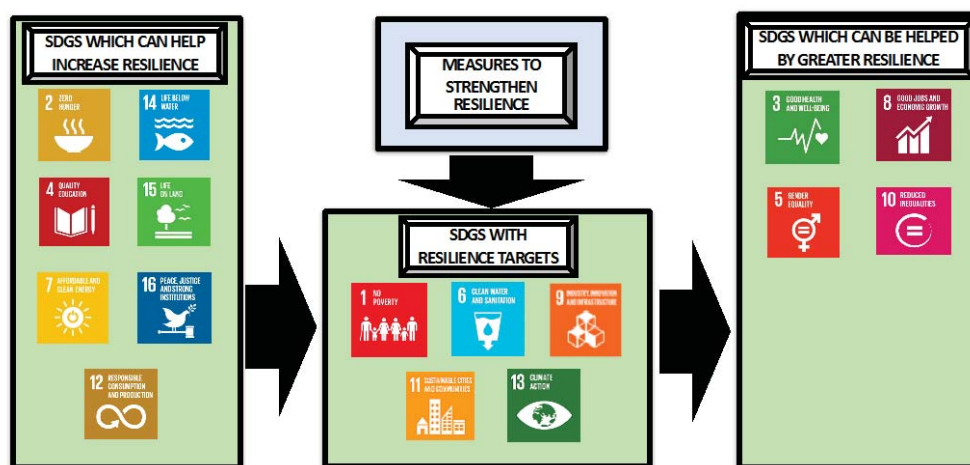 SDGS WHICH CAN HELP
INCREASE RESILIENCE
2 ZERO
HUNGER
14 LIFE BELOW
WATER
4 QUALITY
EDUCATION
15 LIFE
ON LAND
7 AFFORDABLE AND
CLEAN ENERGY
16 PEACE, JUSTICE
AND STRONG
INSTITUTIONS
12 RESPONSIBLE
CONSUMPTION
AND PRODUCTION
MEASURES TO
STRENGTHEN
RESILIENCE
SDGS WITH
RESILIENCE TARGETS
1 NO
POVERTY
6 CLEAN WATER
AND SANITATION
9 INDUSTRY, INNOVATION
AND INFRASTRUCTURE
11 SUSTAINABLE CITIES
AND COMMUNITIES
13 CLIMATE
ACTION
SDGS WHICH CAN BE HELPED
BY GREATER RESILIENCE
3 GOOD HEALTH
AND WELL-BEING
8 GOOD JOBS AND
ECONOMIC GROWTH
5 GENDER
EQUALITY
10 REDUCED
INEQUALITIES